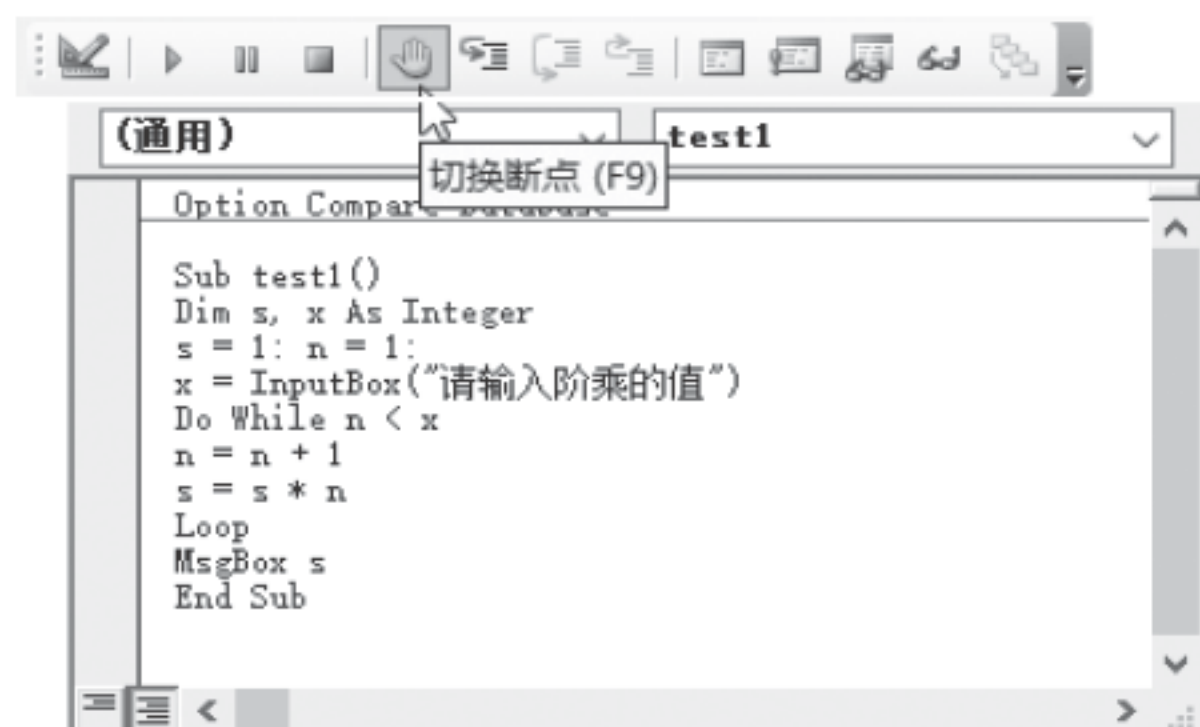 (通用)
test1
切换断点 (F9)
Option Compare Database
Sub test1()
Dim s, x As Integer
s = 1: n = 1:
x = InputBox("请输入阶乘的值")
Do While n < x
n = n + 1
s = s * n
Loop
MsgBox s
End Sub